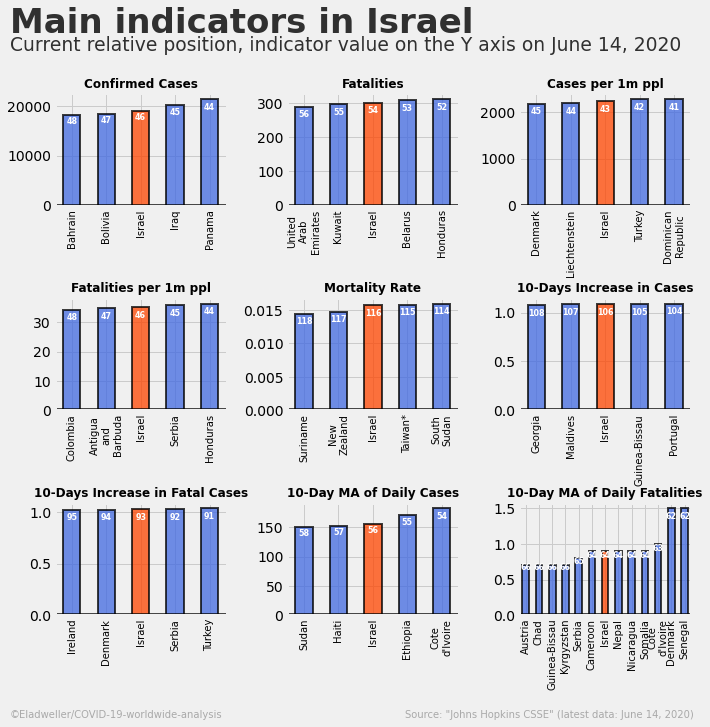 Main indicators in Israel
Current relative position, indicator value on the Y axis on June 14, 2020
Confirmed Cases
20000
10000
0
48 47 46 45 44
Bahrain Bolivia Israel Iraq Panama
Fatalities
300
200
100
0
56 55 54 53 52
United Arab Emirates Kuwait Israel Belarus Honduras
Cases per 1m ppl
2000
1000
0
45 44 43 42 41
Denmark Liechtenstein Israel Turkey Dominican Republic
Fatalities per 1m ppl
30
20
10
0
48 47 46 45 44
Colombia Antigua and Barbuda Israel Serbia Honduras
Mortality Rate
0.015
0.010
0.005
0.000
118 117 116 115 114
Suriname New Zealand Israel Taiwan* South Sudan
10-Days Increase in Cases
1.0
0.5
0.0
108 107 106 105 104
Georgia Maldives Israel Guinea-Bissau Portugal
10-Days Increase in Fatal Cases
1.0
0.5
0.0
95 94 93 92 91
Ireland Denmark Israel Serbia Turkey
10-Day MA of Daily Cases
150
100
50
0
58 57 56 55 54
Sudan Haiti Israel Ethiopia Cote d'Ivoire
10-Day MA of Daily Fatalities
1.5
1.0
0.5
0.0
62 62
Austria Chad Guinea-Bissau Kyrgyzstan Serbia Cameroon Israel Nepal Nicaragua Somalia Cote d'Ivoire Denmark Senegal
©Eladweller/COVID-19-worldwide-analysis
Source: "Johns Hopkins CSSE" (latest data: June 14, 2020)